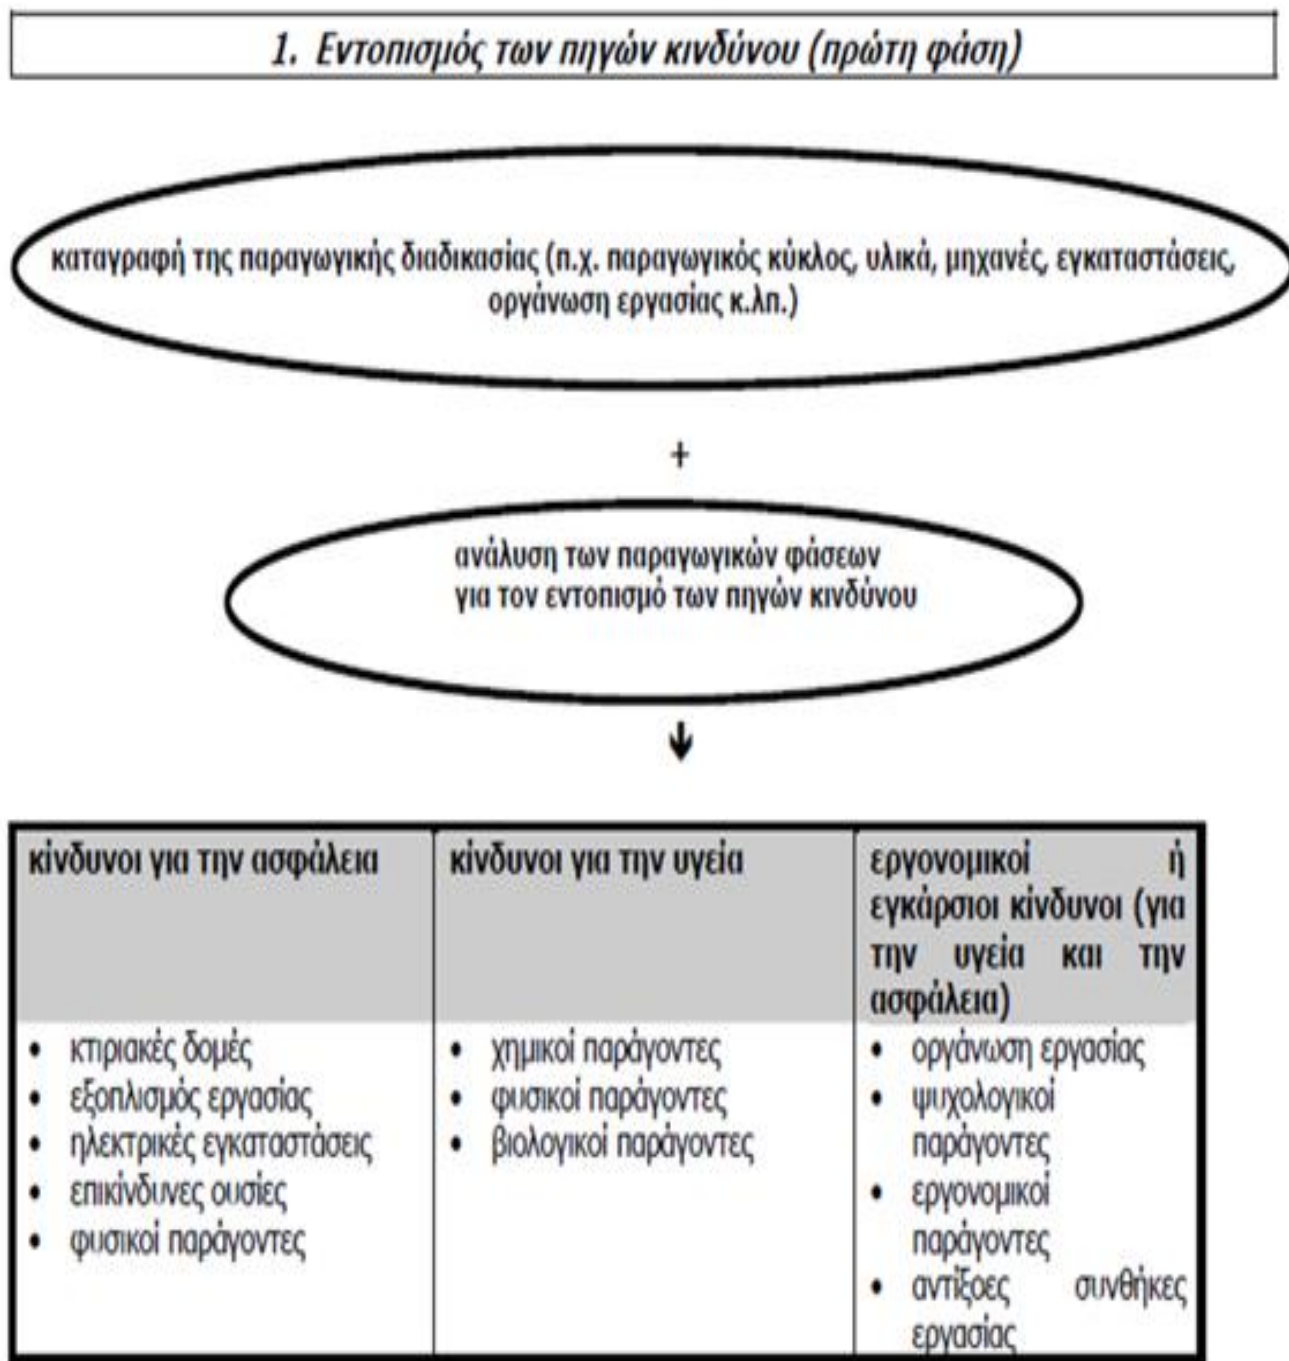 1. Εντοπισμός των πηγών κινδύνου (πρώτη φάση)
καταγραφή της παραγωγικής διαδικασίας (π.χ. παραγωγικός κύκλος, υλικά, μηχανές, εγκαταστάσεις,
οργάνωση εργασίας κ.λπ.)
+
ανάλυση των παραγωγικών φάσεων
για τον εντοπισμό των πηγών κινδύνου
κίνδυνοι για την ασφάλεια
• κτιριακές δομές
• εξοπλισμός εργασίας
• ηλεκτρικές εγκαταστάσεις
• επικίνδυνες ουσίες
• φυσικοί παράγοντες
κίνδυνοι για την υγεία
• χημικοί παράγοντες
• φυσικοί παράγοντες
• βιολογικοί παράγοντες
εργονομικοί ή
εγκάρσιοι κίνδυνοι (για
την υγεία και την
ασφάλεια)
• οργάνωση εργασίας
• ψυχολογικοί
παράγοντες
• εργονομικοί
παράγοντες
• αντίξοες συνθήκες
εργασίας